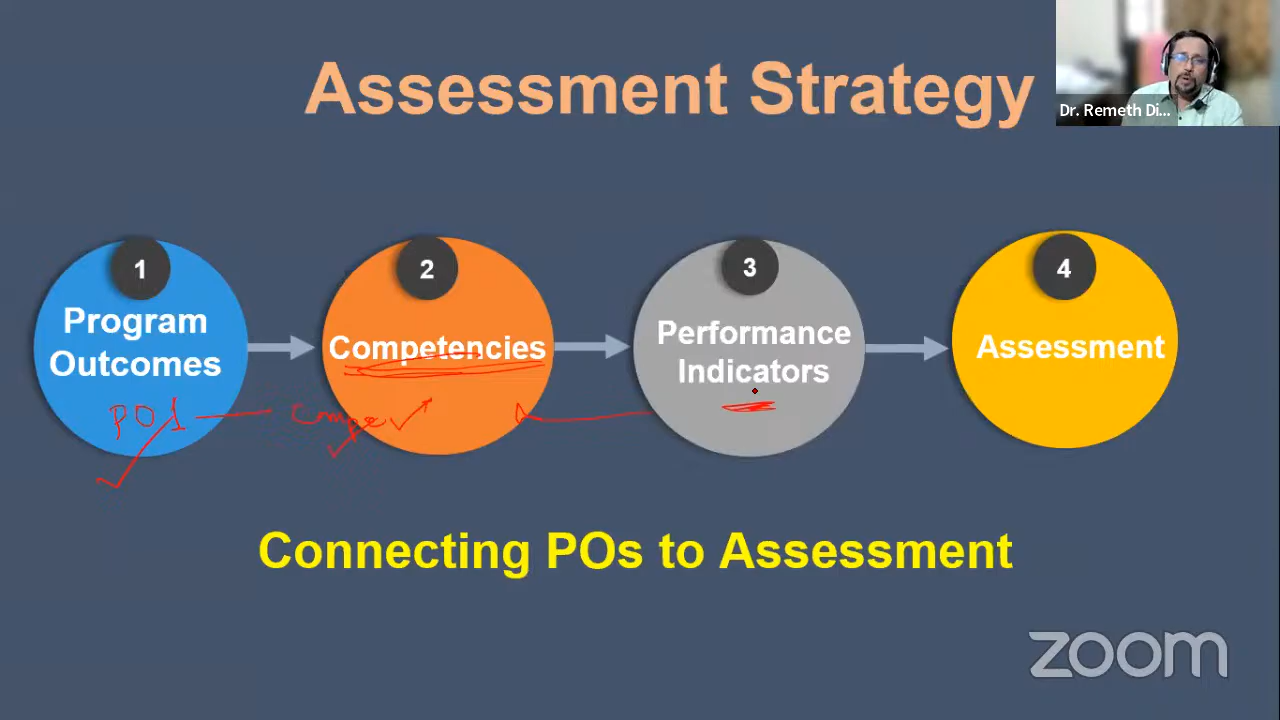 Assessment Strategy
Dr. Remeth Di...
1
2
3
4
Program
Outcomes
Competencies
Performance
Indicators
Assessment
PO1
Compe
Connecting POs to Assessment
zoom